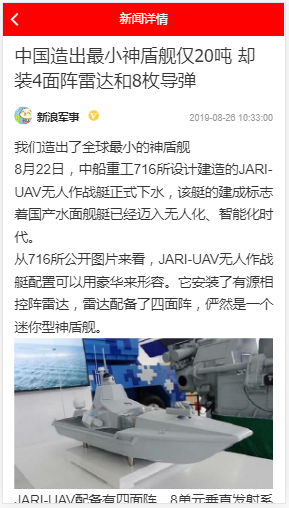 新闻详情
中国造出最小神盾舰仅20吨 却
装4面阵雷达和8枚导弹
新浪军事
2019-08-26 10:33:00
我们造出了全球最小的神盾舰
8月22日，中船重工716所设计建造的JARI-
UAV无人作战艇正式下水，该艇的建成标志
着国产水面舰艇已经迈入无人化、智能化时
代。
从716所公开图片来看，JARI-UAV无人作战
艇配置可以用豪华来形容。它安装了有源相
控阵雷达，雷达配备了四面阵，俨然是一个
迷你型神盾舰。
JARI-UAV配备有四面阵、8单元垂直发射系